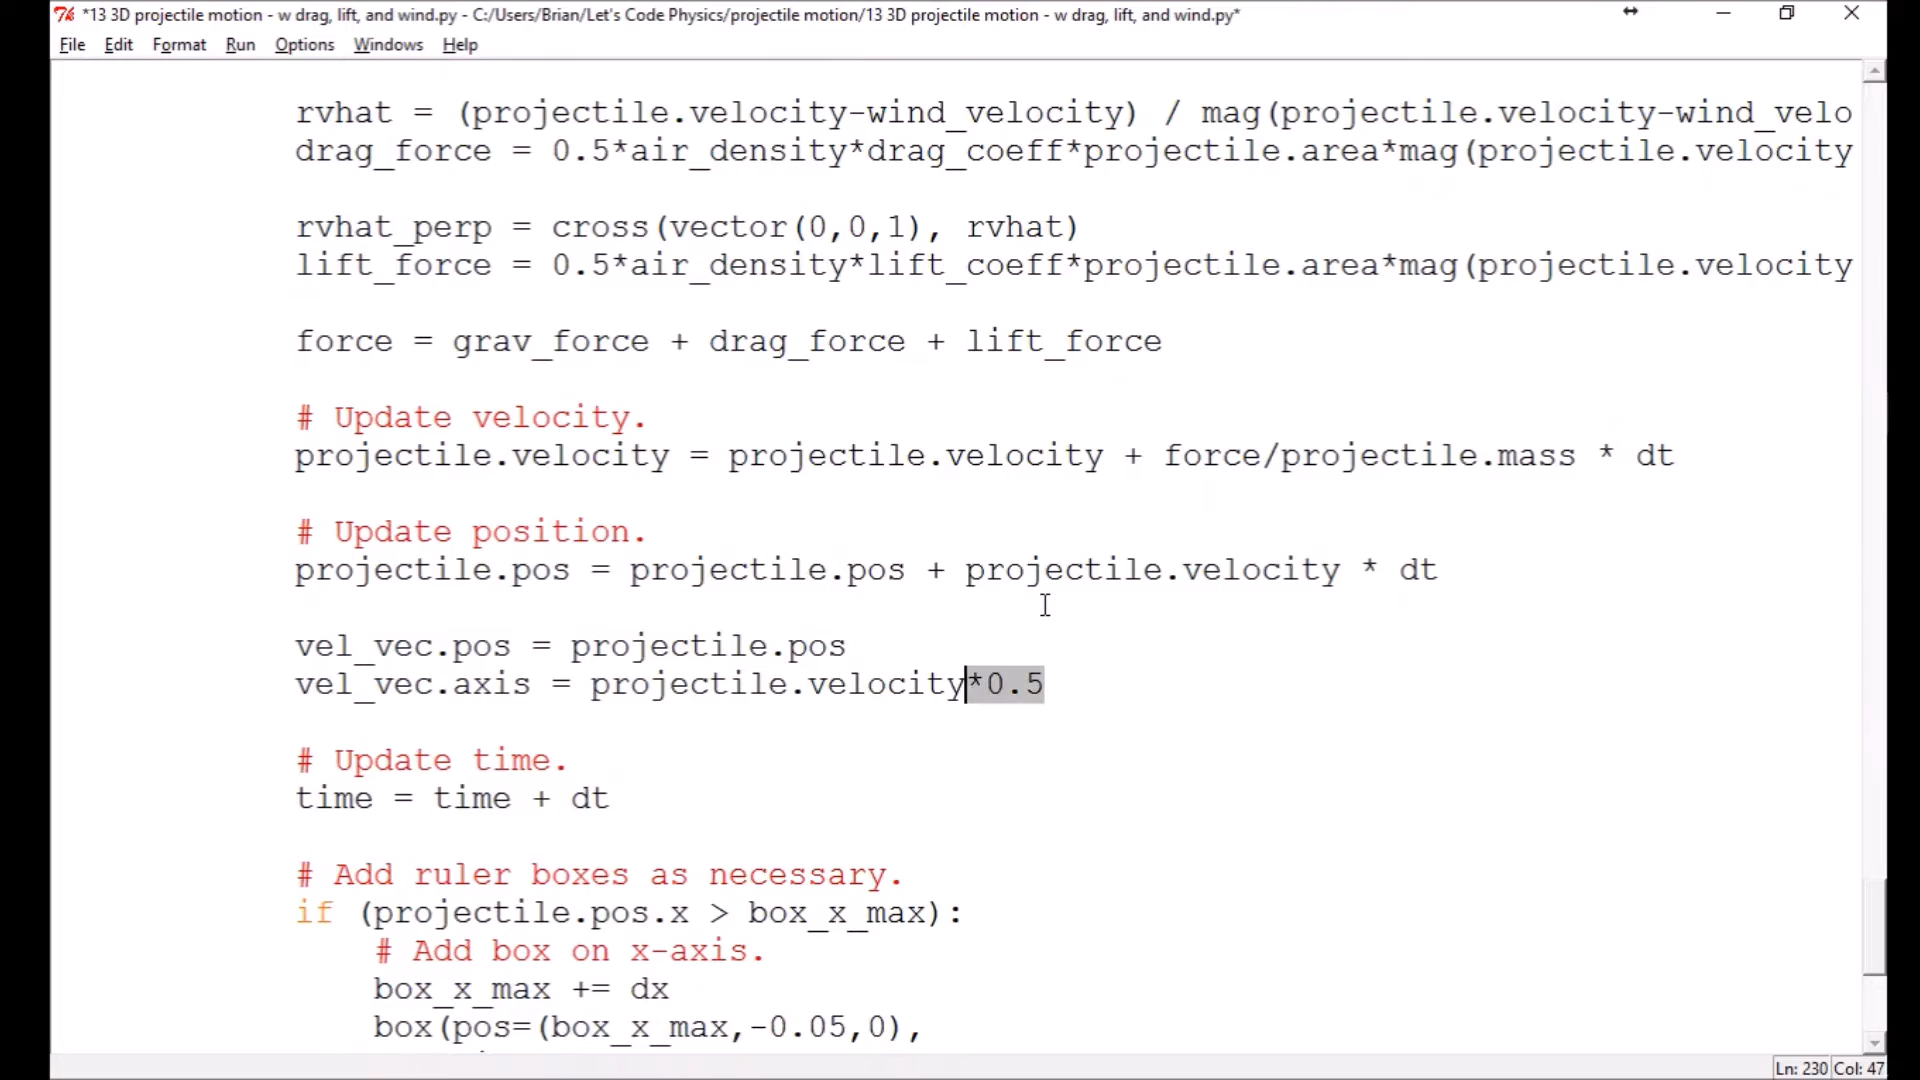 *13 3D projectile motion - w drag, lift, and wind.py - C:/Users/Brian/Let's Code Physics/projectile motion/13 3D projectile motion - w drag, lift, and wind.py*
File Edit Format Run Options Windows Help
rvhat = (projectile.velocity-wind_velocity) / mag(projectile.velocity-wind_velo
drag_force = 0.5*air_density*drag_coeff*projectile.area*mag(projectile.velocity
rvhat_perp = cross(vector(0,0,1), rvhat)
lift_force = 0.5*air_density*lift_coeff*projectile.area*mag(projectile.velocity
force = grav_force + drag_force + lift_force
# Update velocity.
projectile.velocity = projectile.velocity + force/projectile.mass * dt
# Update position.
projectile.pos = projectile.pos + projectile.velocity * dt
vel_vec.pos = projectile.pos
vel_vec.axis = projectile.velocity*0.5
# Update time.
time = time + dt
# Add ruler boxes as necessary.
if (projectile.pos.x > box_x_max):
# Add box on x-axis.
box_x_max += dx
box(pos=(box_x_max,-0.05,0),
Ln: 230 Col: 47